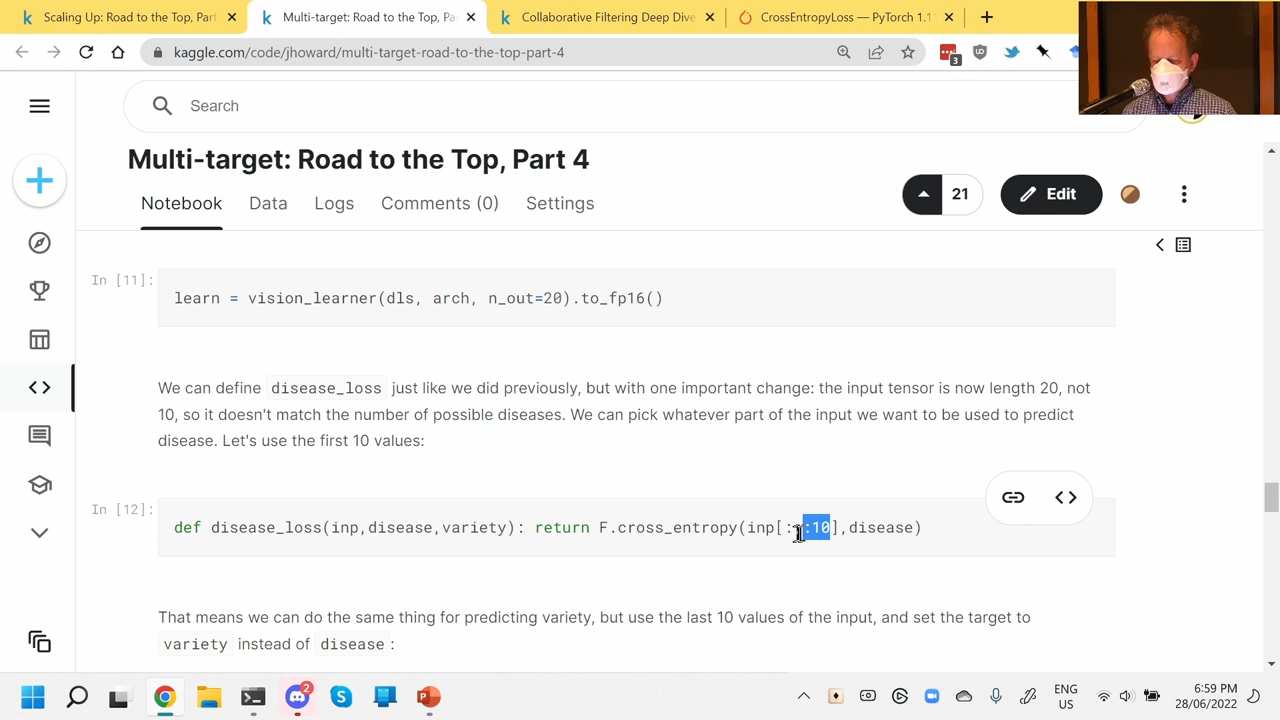 Scaling Up: Road to the Top, Part
Multi-target: Road to the Top, Pa
Collaborative Filtering Deep Dive
CrossEntropyLoss — PyTorch 1.1
kaggle.com/code/jhoward/multi-target-road-to-the-top-part-4
3
Search
Multi-target: Road to the Top, Part 4
21
Edit
Notebook
Data
Logs
Comments (0)
Settings
In [11]:
learn = vision_learner(dls, arch, n_out=20).to_fp16()
We can define disease_loss just like we did previously, but with one important change: the input tensor is now length 20, not
10, so it doesn't match the number of possible diseases. We can pick whatever part of the input we want to be used to predict
disease. Let's use the first 10 values:
In [12]:
def disease_loss(inp,disease,variety): return F.cross_entropy(inp[:,:10],disease)
That means we can do the same thing for predicting variety, but use the last 10 values of the input, and set the target to
variety instead of disease :
2
ENG
US
6:59 PM
28/06/2022